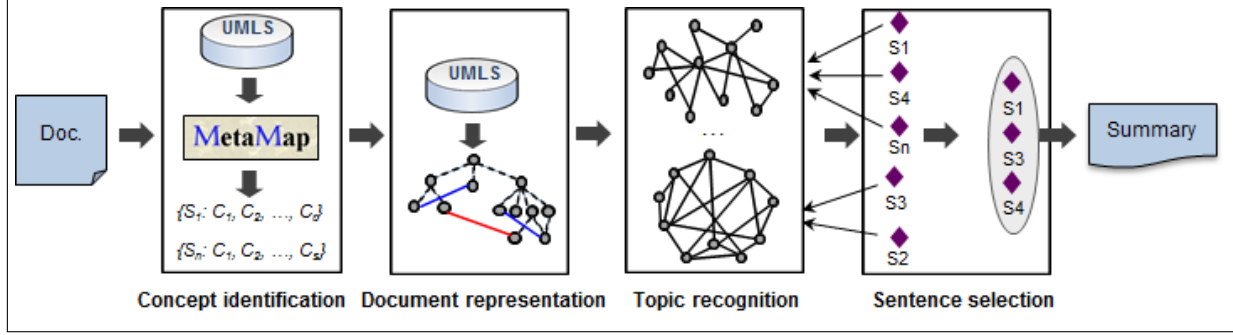 Doc.
UMLS
MetaMap
{S1: C1, C2, ..., Cd}
{Sn: C1, C2, ..., Cs}
Concept identification
UMLS
Document representation
...
Topic recognition
S1
S4
Sn
S3
S2
S1
S3
S4
Sentence selection
Summary